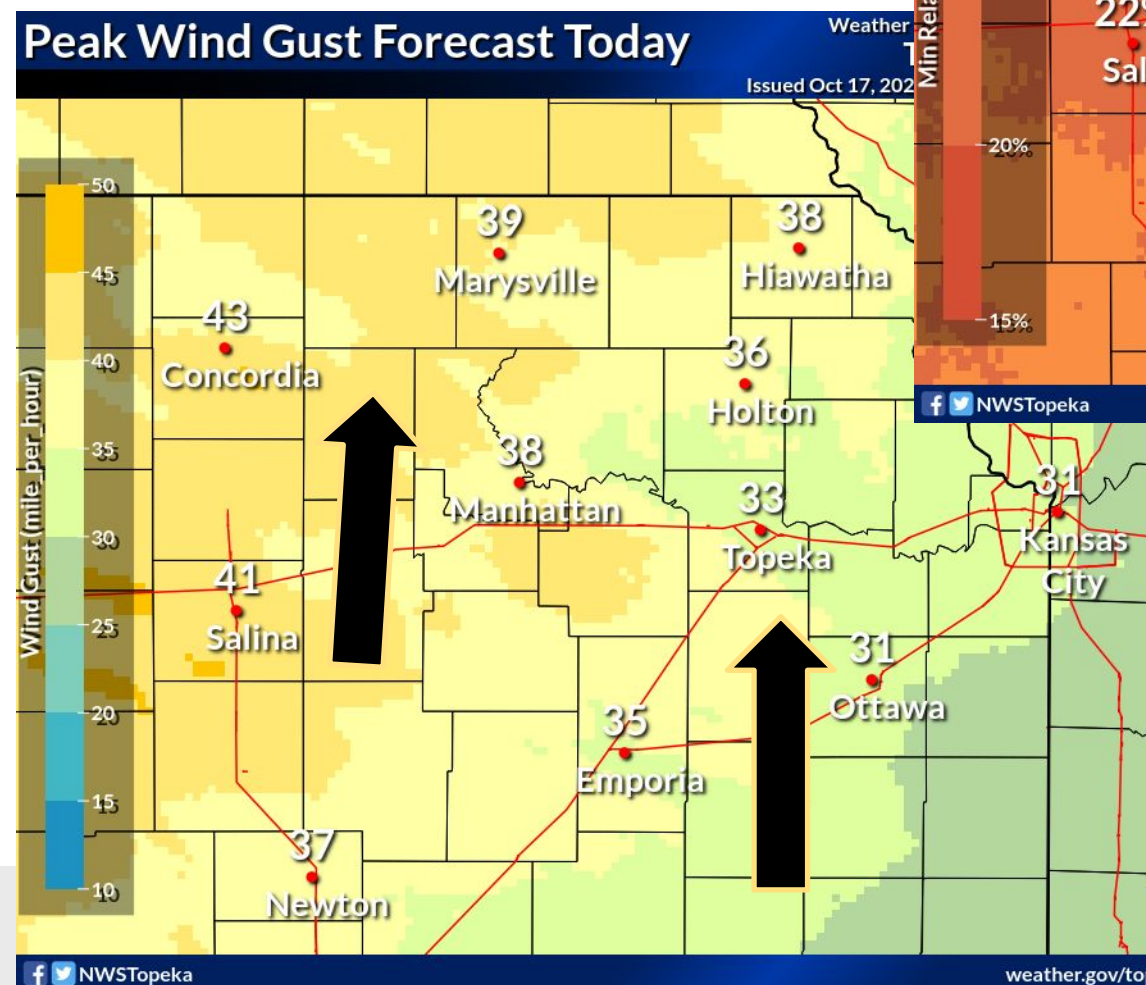 Peak Wind Gust Forecast Today
Weather
Issued Oct 17, 202
Wind Gust (mile_per_hour)
50
45
40
35
30
25
20
15
10
39
Marysville
38
Hiawatha
43
Concordia
36
Holton
38
Manhattan
33
Topeka
31
Kansas
City
41
Salina
31
Ottawa
35
Emporia
37
Newton
NWSTopeka
weather.gov/to
Min Rela
22
Sal
20%
15%
NWSTopeka